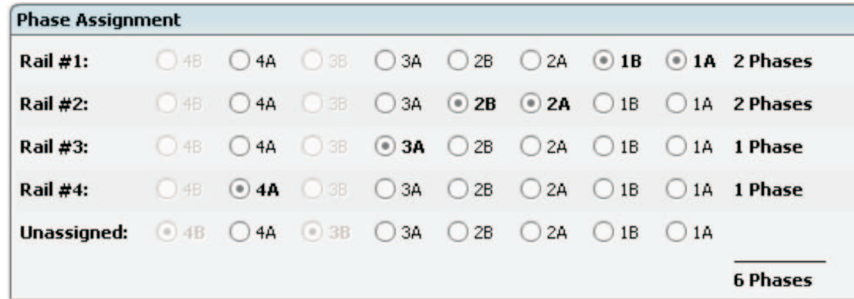 Phase Assignment
Rail #1: 4B 4A 3B 3A 2B 2A 1B 1A 2 Phases
Rail #2: 4B 4A 3B 3A 2B 2A 1B 1A 2 Phases
Rail #3: 4B 4A 3B 3A 2B 2A 1B 1A 1 Phase
Rail #4: 4B 4A 3B 3A 2B 2A 1B 1A 1 Phase
Unassigned: 4B 4A 3B 3A 2B 2A 1B 1A
6 Phases